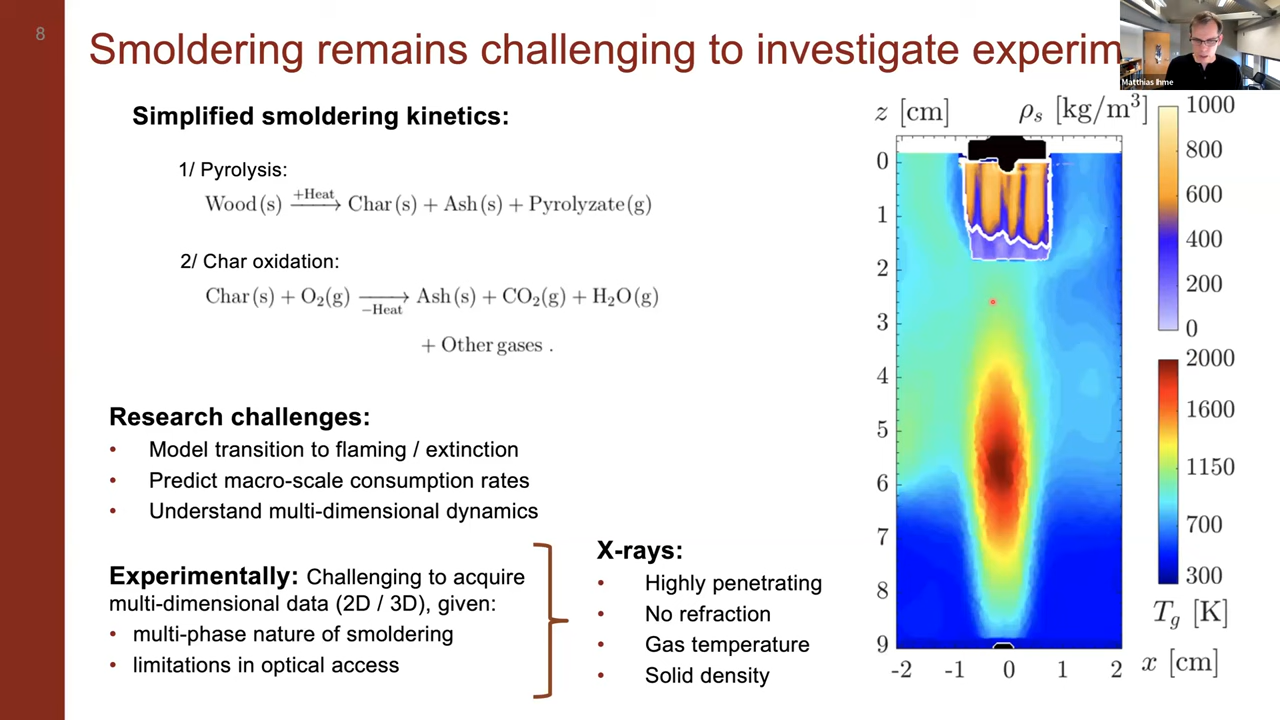 8
Smoldering remains challenging to investigate experim
Matthias Ihme
Simplified smoldering kinetics:
1/ Pyrolysis:
Wood (s) +Heat → Char (s) + Ash (s) + Pyrolyzate (g)
2/ Char oxidation:
Char (s) + O₂(g) → −Heat Ash (s) + CO₂(g) + H₂O(g)
+ Other gases .
Research challenges:
• Model transition to flaming / extinction
• Predict macro-scale consumption rates
• Understand multi-dimensional dynamics
Experimentally: Challenging to acquire
multi-dimensional data (2D / 3D), given:
• multi-phase nature of smoldering
• limitations in optical access
X-rays:
• Highly penetrating
• No refraction
• Gas temperature
• Solid density
z [cm]
ρs [kg/m³]
0
1
2
3
4
5
6
7
8
9
-2 -1 0 1 2
x [cm]
1000
800
600
400
200
0
2000
1600
1150
700
300
Tg [K]